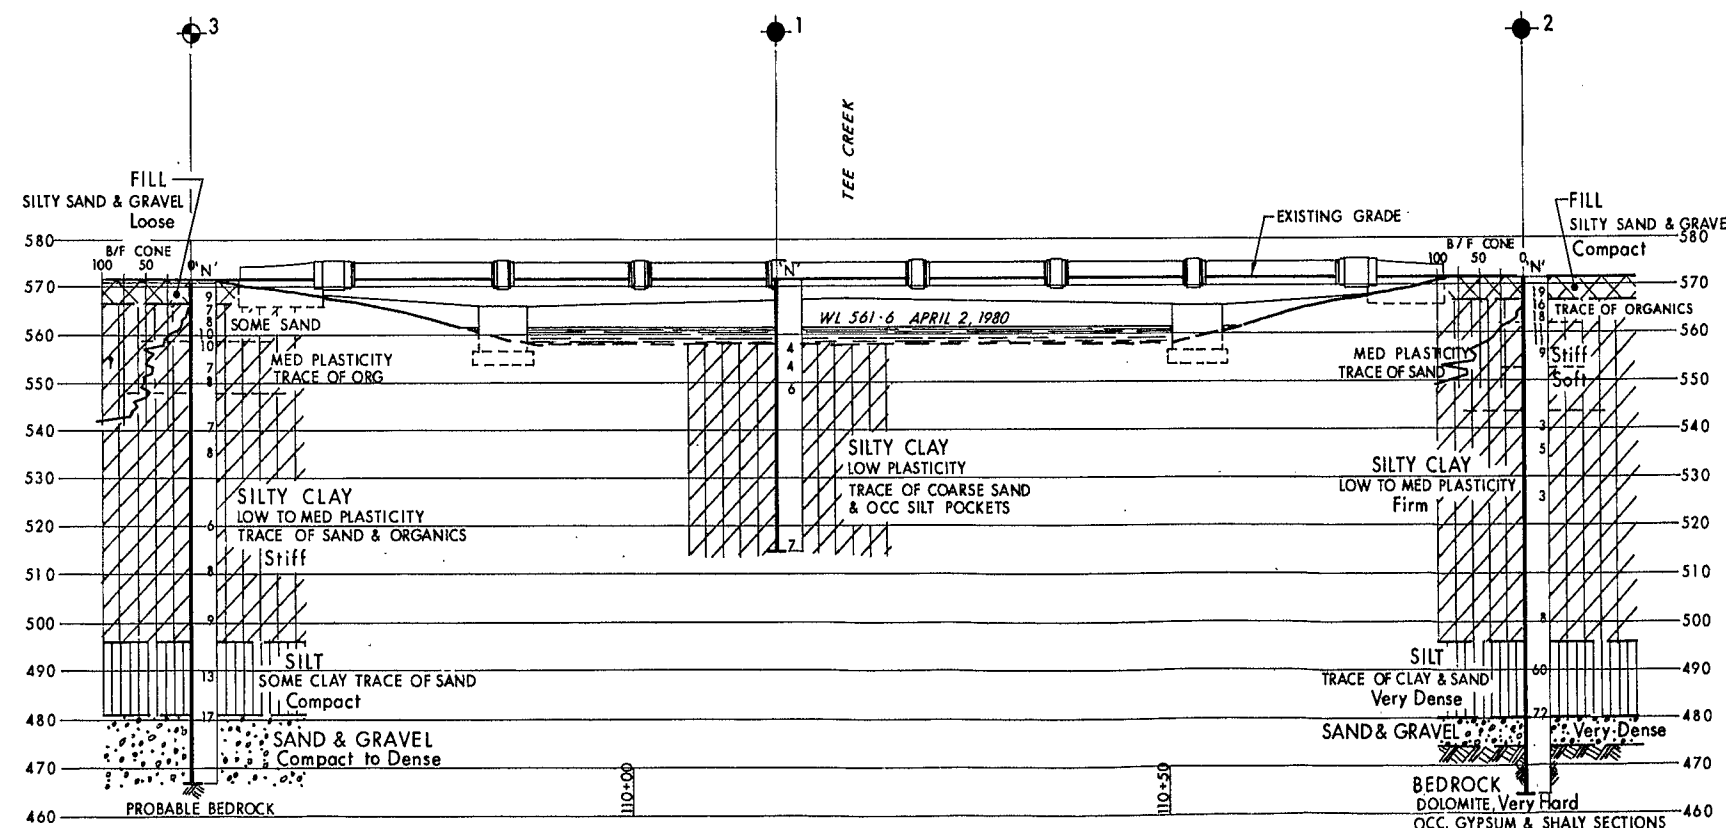 3
1
2
TEE CREEK
FILL
SILTY SAND & GRAVEL
Loose
EXISTING GRADE
FILL
SILTY SAND & GRAVE
Compact
580
580
B/F CONE
100 50 0 'N'
'N'
B/F CONE
100 50 0 'N'
570
570
9
7
8
10
10
7
8
7
8
6
8
9
13
17
SOME SAND
MED PLASTICITY
TRACE OF ORG
WL 561·6 APRIL 2, 1980
4
4
6
7
TRACE OF ORGANICS
MED PLASTICITY
TRACE OF SAND
Stiff
Soft
9
3
5
3
8
60
72
560
560
550
550
540
540
530
530
520
520
510
510
500
500
490
490
480
480
470
470
460
460
SILTY CLAY
LOW PLASTICITY
TRACE OF COARSE SAND
& OCC SILT POCKETS
SILTY CLAY
LOW TO MED PLASTICITY
Firm
SILTY CLAY
LOW TO MED PLASTICITY
TRACE OF SAND & ORGANICS
Stiff
SILT
SOME CLAY TRACE OF SAND
Compact
SILT
TRACE OF CLAY & SAND
Very Dense
SAND & GRAVEL
Compact to Dense
SAND & GRAVEL
Very Dense
PROBABLE BEDROCK
110+00
110+50
BEDROCK
DOLOMITE, Very Hard
OCC. GYPSUM & SHALY SECTIONS